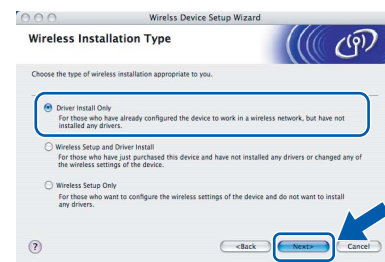 Wirelss Device Setup Wizard
Wireless Installation Type
Choose the type of wireless installation appropriate to you.
Driver Install Only
For those who have already configured the device to work in a wireless network, but have not
installed any drivers.
Wireless Setup and Driver Install
For those who have just purchased this device and have not installed any drivers or changed any of
the wireless settings of the device.
Wireless Setup Only
For those who want to configure the wireless settings of the device and do not want to install
any drivers.
?
<Back
Next>
Cancel